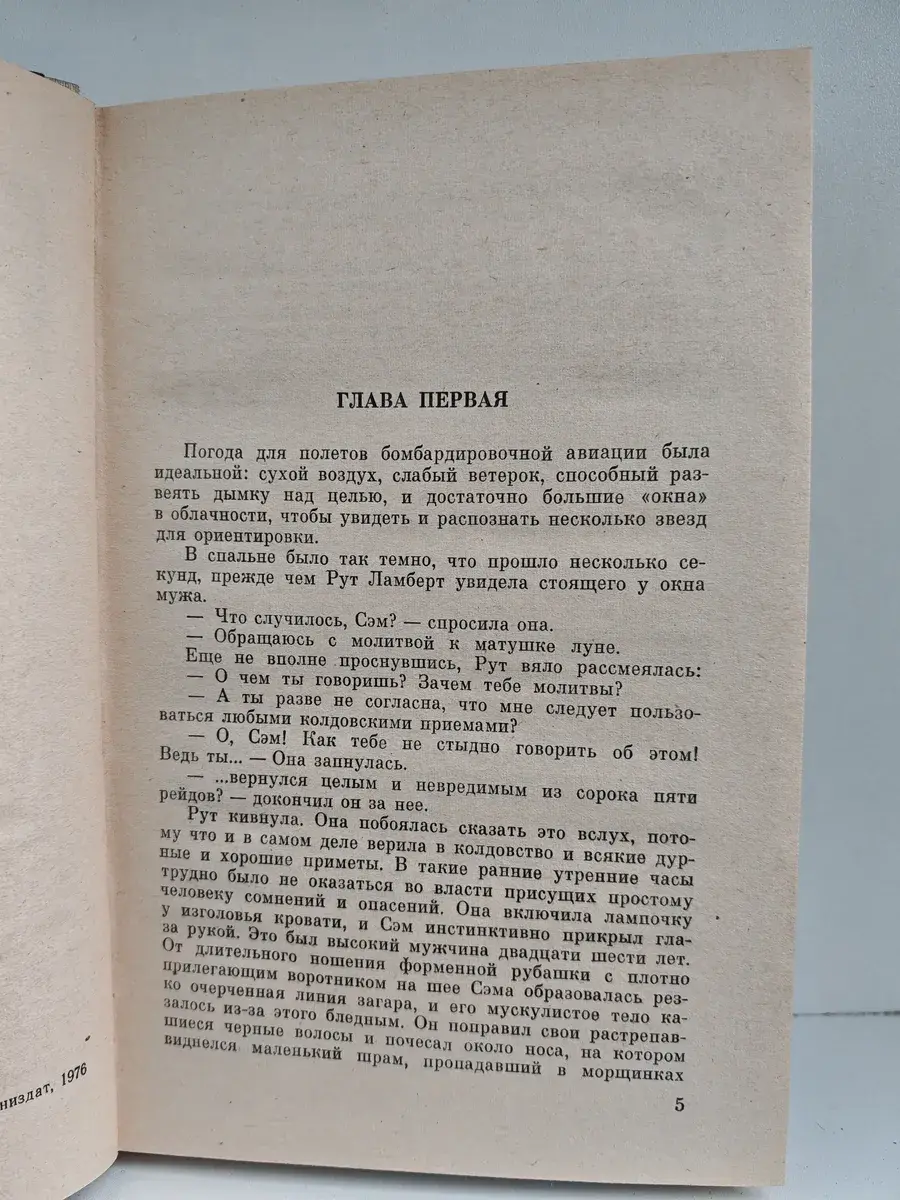 ГЛАВА ПЕРВАЯ
Погода для полетов бомбардировочной авиации была
идеальной: сухой воздух, слабый ветерок, способный раз-
веять дымку над целью, и достаточно большие «окна»
в облачности, чтобы увидеть и распознать несколько звезд
для ориентировки.
В спальне было так темно, что прошло несколько се-
кунд, прежде чем Рут Ламберт увидела стоящего у окна
мужа.
— Что случилось, Сэм? — спросила она.
— Обращаюсь с молитвой к матушке луне.
Еще не вполне проснувшись, Рут вяло рассмеялась:
— О чем ты говоришь? Зачем тебе молитвы?
— А ты разве не согласна, что мне следует пользо-
ваться любыми колдовскими приемами?
— О, Сэм! Как тебе не стыдно говорить об этом!
Ведь ты... — Она запнулась.
— ...вернулся целым и невредимым из сорока пяти
рейдов? — докончил он за нее.
Рут кивнула. Она побоялась сказать это вслух, пото-
му что и в самом деле верила в колдовство и всякие дур-
ные и хорошие приметы. В такие ранние утренние часы
трудно было не оказаться во власти присущих простому
человеку сомнений и опасений. Она включила лампочку
у изголовья кровати, и Сэм инстинктивно прикрыл гла-
за рукой. Это был высокий мужчина двадцати шести лет.
От длительного ношения форменной рубашки с плотно
прилегающим воротником на шее Сэма образовалась рез-
ко очерченная линия загара, и его мускулистое тело ка-
залось из-за этого бледным. Он поправил свои растрепав-
шиеся черные волосы и почесал около носа, на котором
виднелся маленький шрам, пропадавший в морщинках
5
низдат, 1976